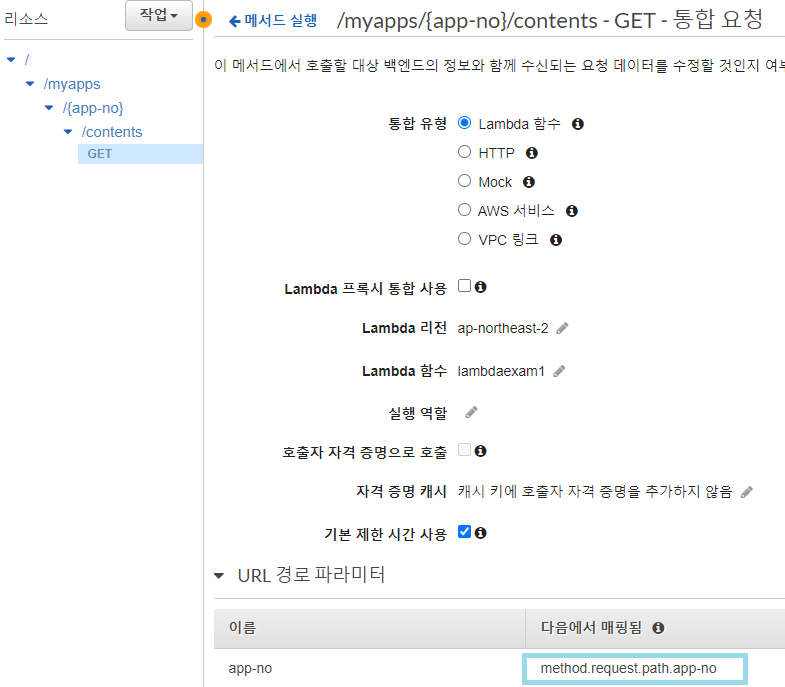 리소스
작업
메서드 실행
/myapps/{app-no}/contents - GET - 통합 요청
/
/myapps
/{app-no}
/contents
GET
이 메서드에서 호출할 대상 백엔드의 정보와 함께 수신되는 요청 데이터를 수정할 것인지 여부
통합 유형
Lambda 함수
HTTP
Mock
AWS 서비스
VPC 링크
Lambda 프록시 통합 사용
Lambda 리전 ap-northeast-2
Lambda 함수 lambdaexam1
실행 역할
호출자 자격 증명으로 호출
자격 증명 캐시 캐시 키에 호출자 자격 증명을 추가하지 않음
기본 제한 시간 사용
URL 경로 파라미터
이름 다음에서 매핑됨
app-no method.request.path.app-no